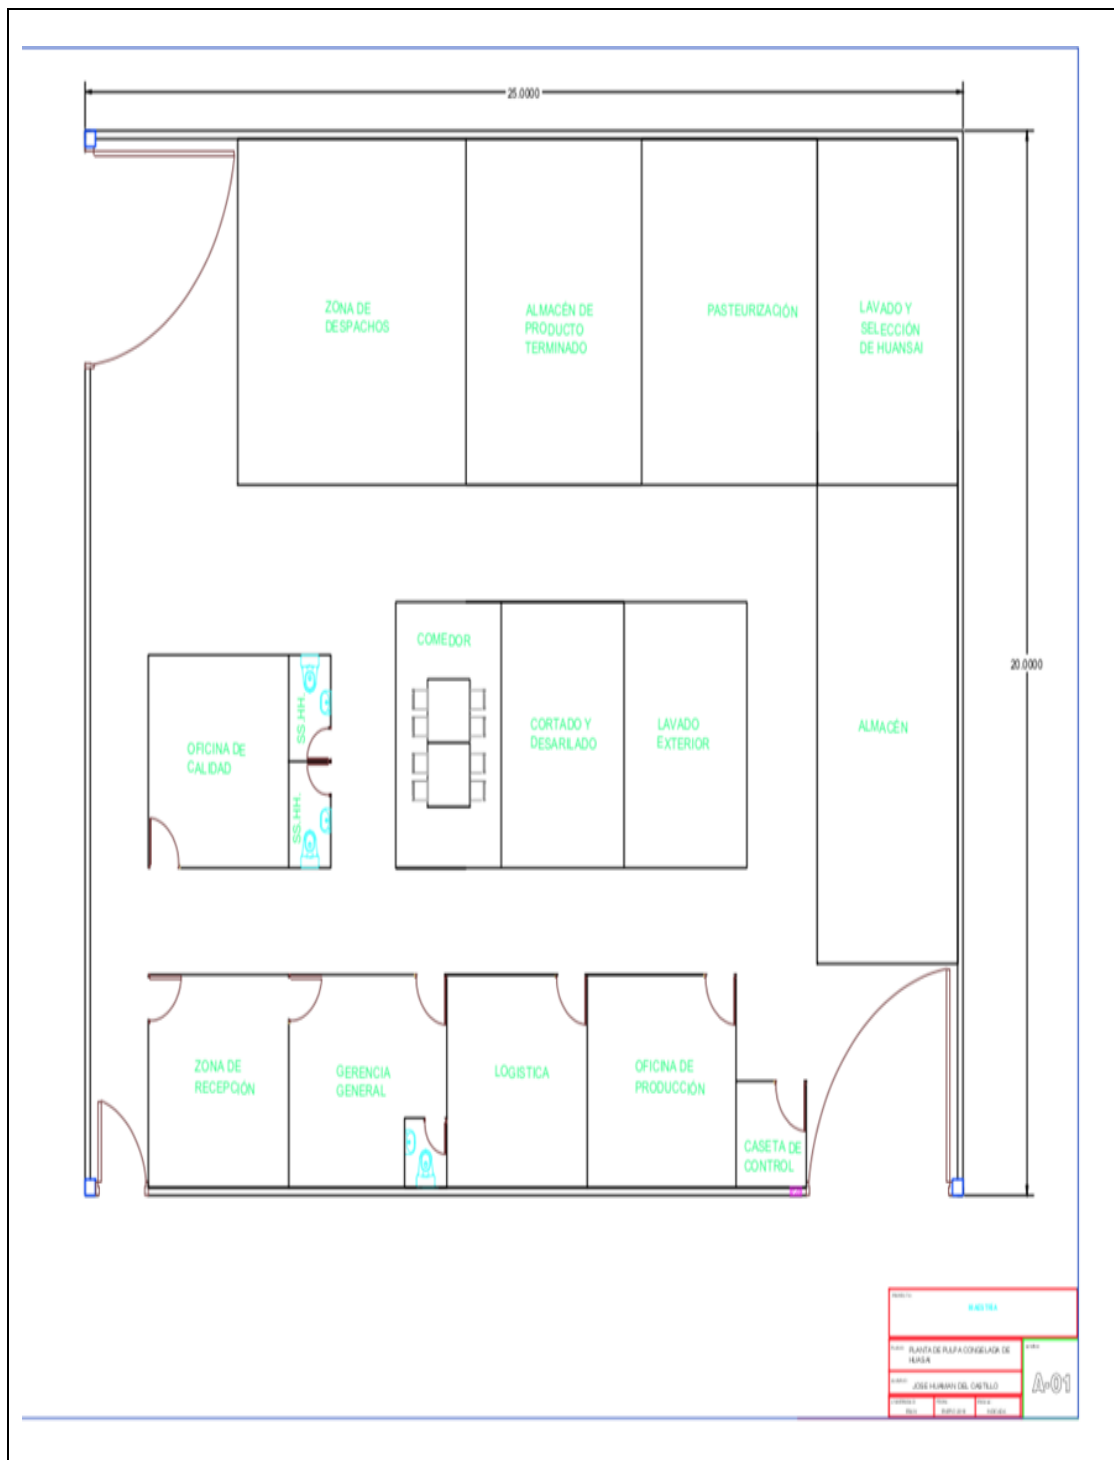 25.0000
ZONA DE
DESPACHOS
ALMACÉN DE
PRODUCTO
TERMINADO
PASTEURIZACIÓN
LAVADO Y
SELECCIÓN
DE HUANSAI
20.0000
COMEDOR
SS.HH.
OFICINA DE
CALIDAD
CORTADO Y
DESARILADO
LAVADO
EXTERIOR
ALMACÉN
SS.HH.
ZONA DE
RECEPCIÓN
GERENCIA
GENERAL
LOGISTICA
OFICINA DE
PRODUCCIÓN
CASETA DE
CONTROL
PLANTA DE PULPA CONGELADA DE
HUASAI
JOSE HUAMAN DEL CASTILLO
A-01